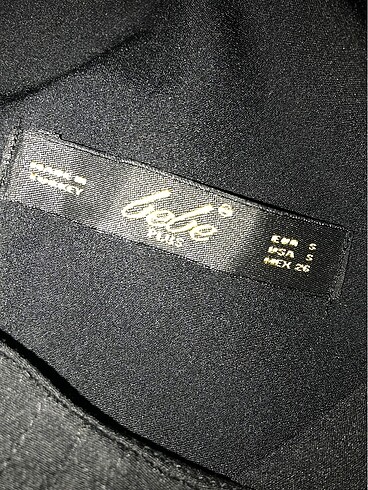 MADE IN
TURKEY
bebe®
PLUS
EUR S
USA S
MEX 26